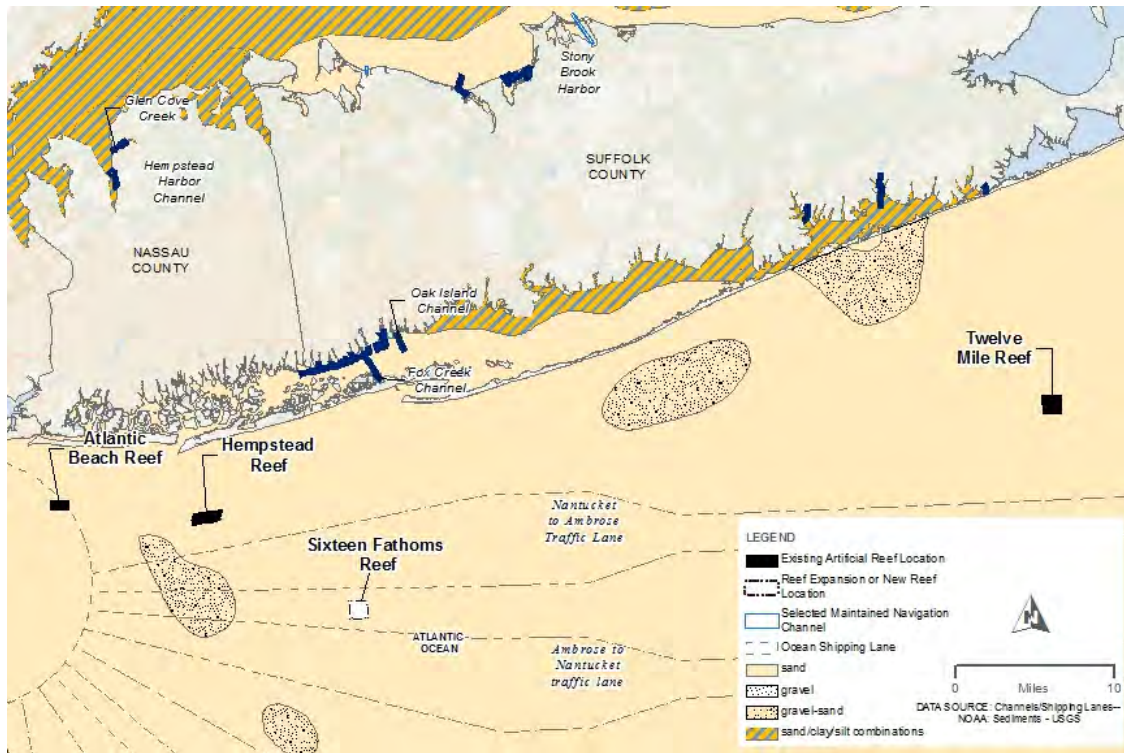 Stony
Brook
Harbor
Glen Cove
Creek
Hempstead
Harbor
Channel
SUFFOLK
COUNTY
NASSAU
COUNTY
Oak Island
Channel
Fox Creek
Channel
Twelve
Mile Reef
Atlantic
Beach Reef
Hempstead
Reef
Nantucket
to Ambrose
Traffic Lane
Sixteen Fathoms
Reef
ATLANTIC-
OCEAN
Ambrose to
Nantucket
traffic lane
LEGEND
Existing Artificial Reef Location
Reef Expansion or New Reef
Location
Selected Maintained Navigation
Channel
Ocean Shipping Lane
sand
gravel
gravel-sand
sand/clay/silt combinations
N
0 10
Miles
DATA SOURCE: Channels/Shipping Lanes--
NOAA: Sediments - USGS